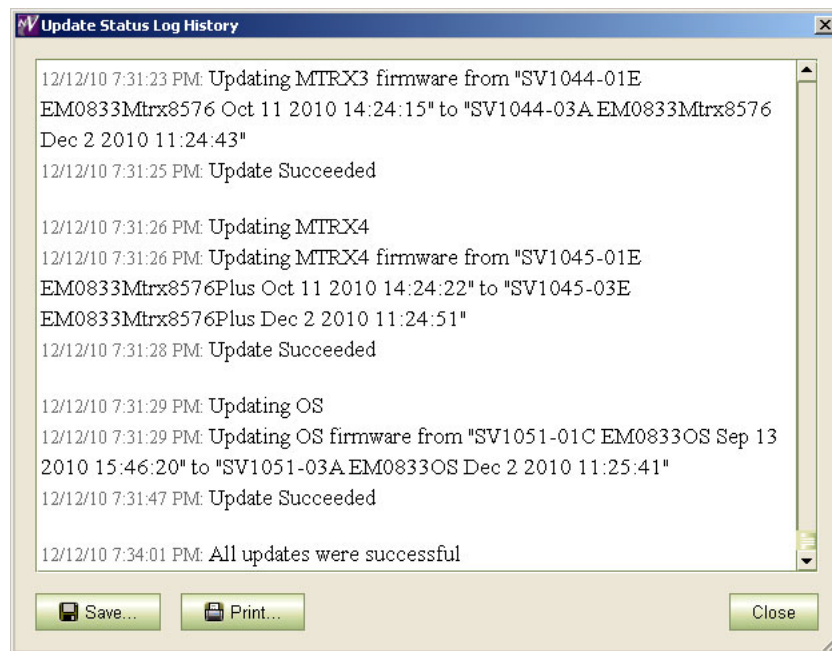 Update Status Log History
12/12/10 7:31:23 PM: Updating MTRX3 firmware from "SV1044-01E
EM0833Mtrx8576 Oct 11 2010 14:24:15" to "SV1044-03A EM0833Mtrx8576
Dec 2 2010 11:24:43"
12/12/10 7:31:25 PM: Update Succeeded
12/12/10 7:31:26 PM: Updating MTRX4
12/12/10 7:31:26 PM: Updating MTRX4 firmware from "SV1045-01E
EM0833Mtrx8576Plus Oct 11 2010 14:24:22" to "SV1045-03E
EM0833Mtrx8576Plus Dec 2 2010 11:24:51"
12/12/10 7:31:28 PM: Update Succeeded
12/12/10 7:31:29 PM: Updating OS
12/12/10 7:31:29 PM: Updating OS firmware from "SV1051-01C EM0833OS Sep 13
2010 15:46:20" to "SV1051-03A EM0833OS Dec 2 2010 11:25:41"
12/12/10 7:31:47 PM: Update Succeeded
12/12/10 7:34:01 PM: All updates were successful
Save... Print... Close